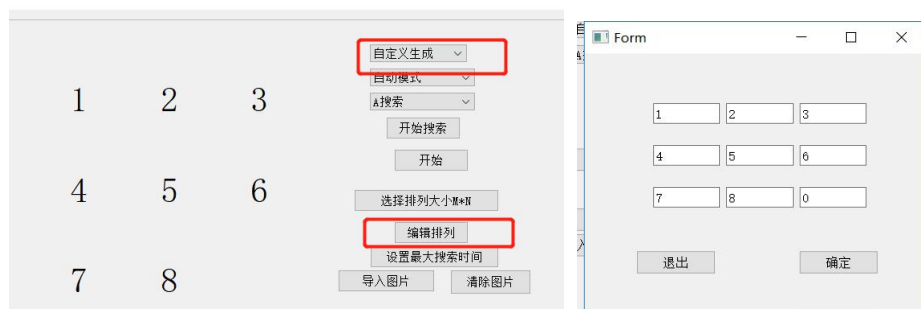 自定义生成
自动模式
A搜索
开始搜索
开始
选择排列大小M*N
编辑排列
设置最大搜索时间
导入图片 清除图片
1 2 3
4 5 6
7 8
Form
1 2 3
4 5 6
7 8 0
退出 确定